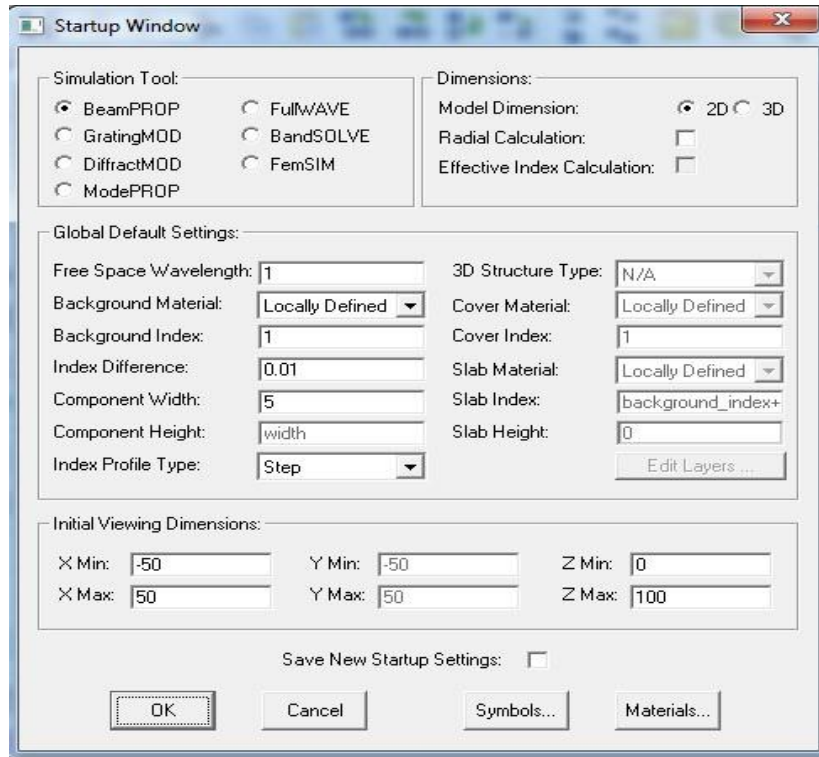 Startup Window
Simulation Tool:
BeamPROP FullWAVE
GratingMOD BandSOLVE
DiffractMOD FemSIM
ModePROP
Dimensions:
Model Dimension: 2D 3D
Radial Calculation:
Effective Index Calculation:
Global Default Settings:
Free Space Wavelength: 1 3D Structure Type: N/A
Background Material: Locally Defined Cover Material: Locally Defined
Background Index: 1 Cover Index: 1
Index Difference: 0.01 Slab Material: Locally Defined
Component Width: 5 Slab Index: background_index+
Component Height: width Slab Height: 0
Index Profile Type: Step Edit Layers ...
Initial Viewing Dimensions:
X Min: -50 Y Min: -50 Z Min: 0
X Max: 50 Y Max: 50 Z Max: 100
Save New Startup Settings:
OK Cancel Symbols... Materials...